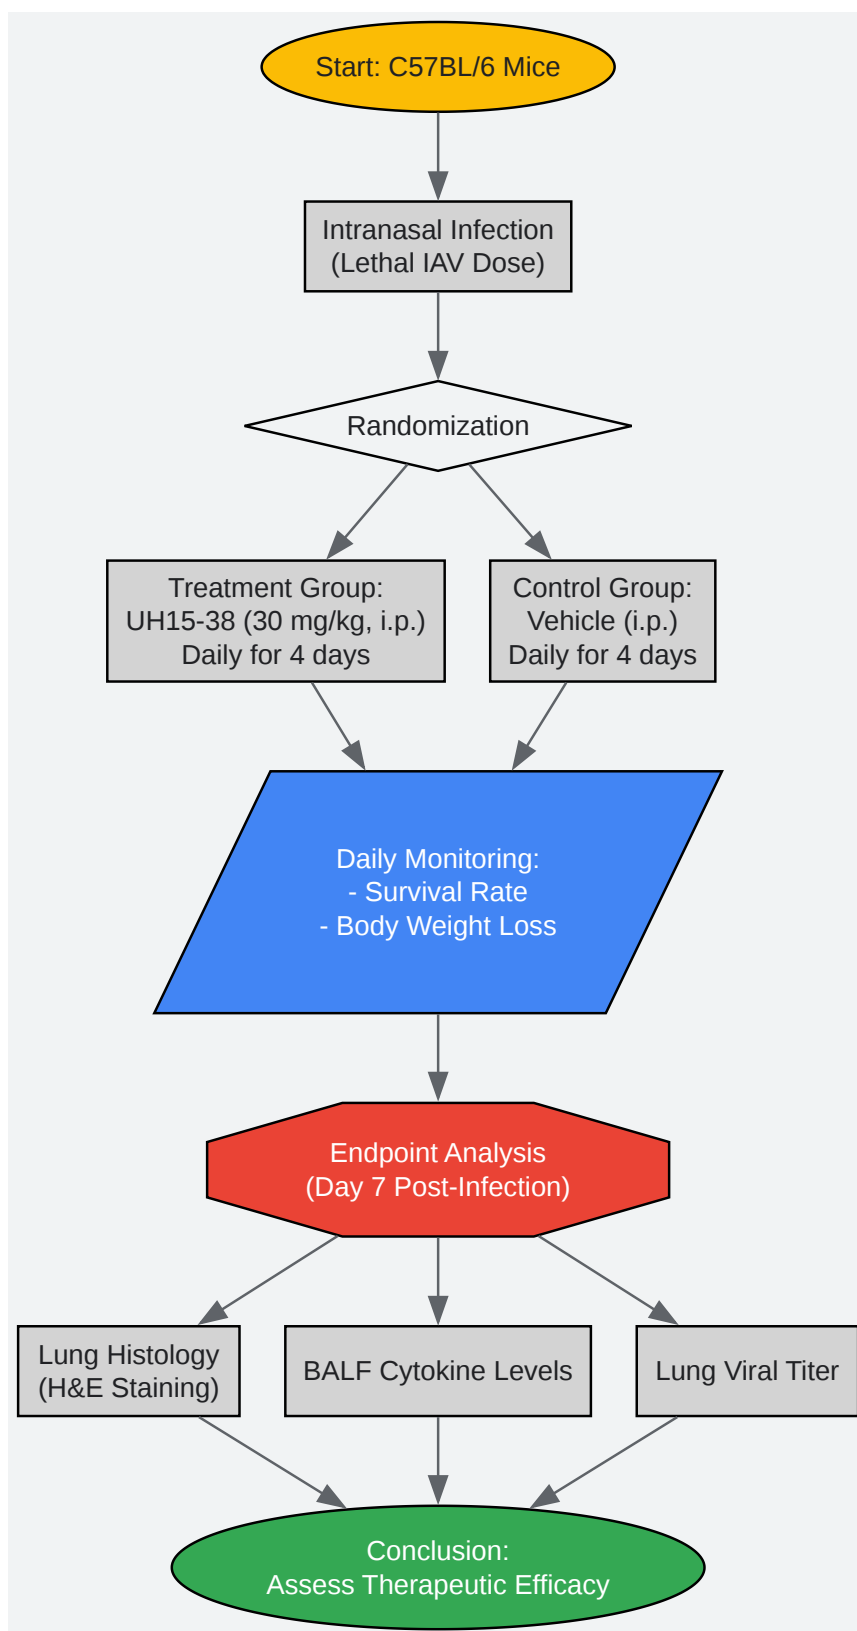 Start: C57BL/6 Mice
Intranasal Infection
(Lethal IAV Dose)
Randomization
Treatment Group:
UH15-38 (30 mg/kg, i.p.)
Daily for 4 days
Control Group:
Vehicle (i.p.)
Daily for 4 days
Daily Monitoring:
- Survival Rate
- Body Weight Loss
Endpoint Analysis
(Day 7 Post-Infection)
Lung Histology
(H&E Staining)
BALF Cytokine Levels
Lung Viral Titer
Conclusion:
Assess Therapeutic Efficacy